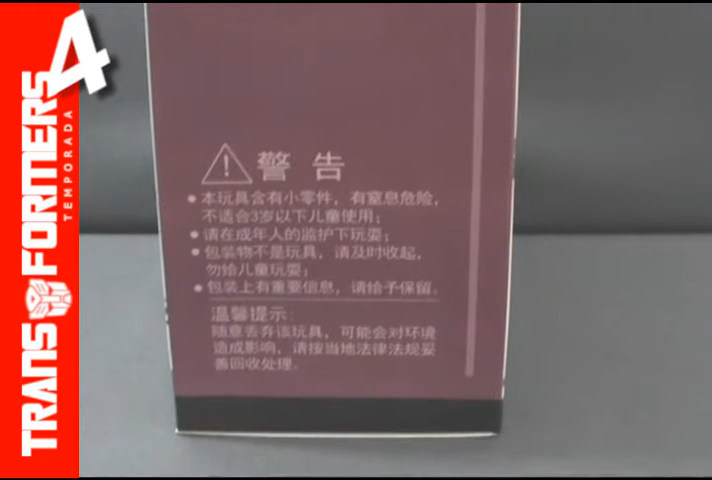 TRANSFORMERS
TEMPORADA
4
警 告
●本玩具含有小零件，有窒息危险，
不适合3岁以下儿童使用；
●请在成年人的监护下玩耍；
●包装物不是玩具，请及时收起，
勿给儿童玩耍；
●包装上有重要信息，请给予保留。
温馨提示：
随意丢弃该玩具，可能会对环境
造成影响，请按当地法律法规妥
善回收处理。